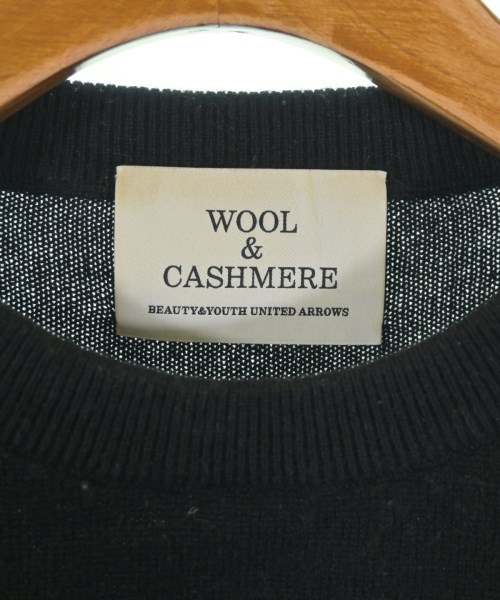 WOOL
&
CASHMERE
BEAUTY&YOUTH UNITED ARROWS